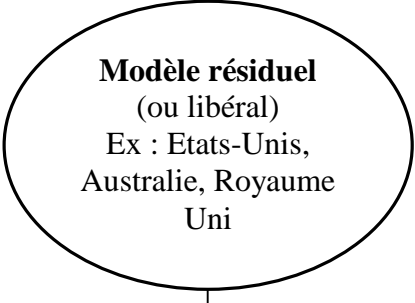 Modèle résiduel
(ou libéral)
Ex : Etats-Unis,
Australie, Royaume
Uni